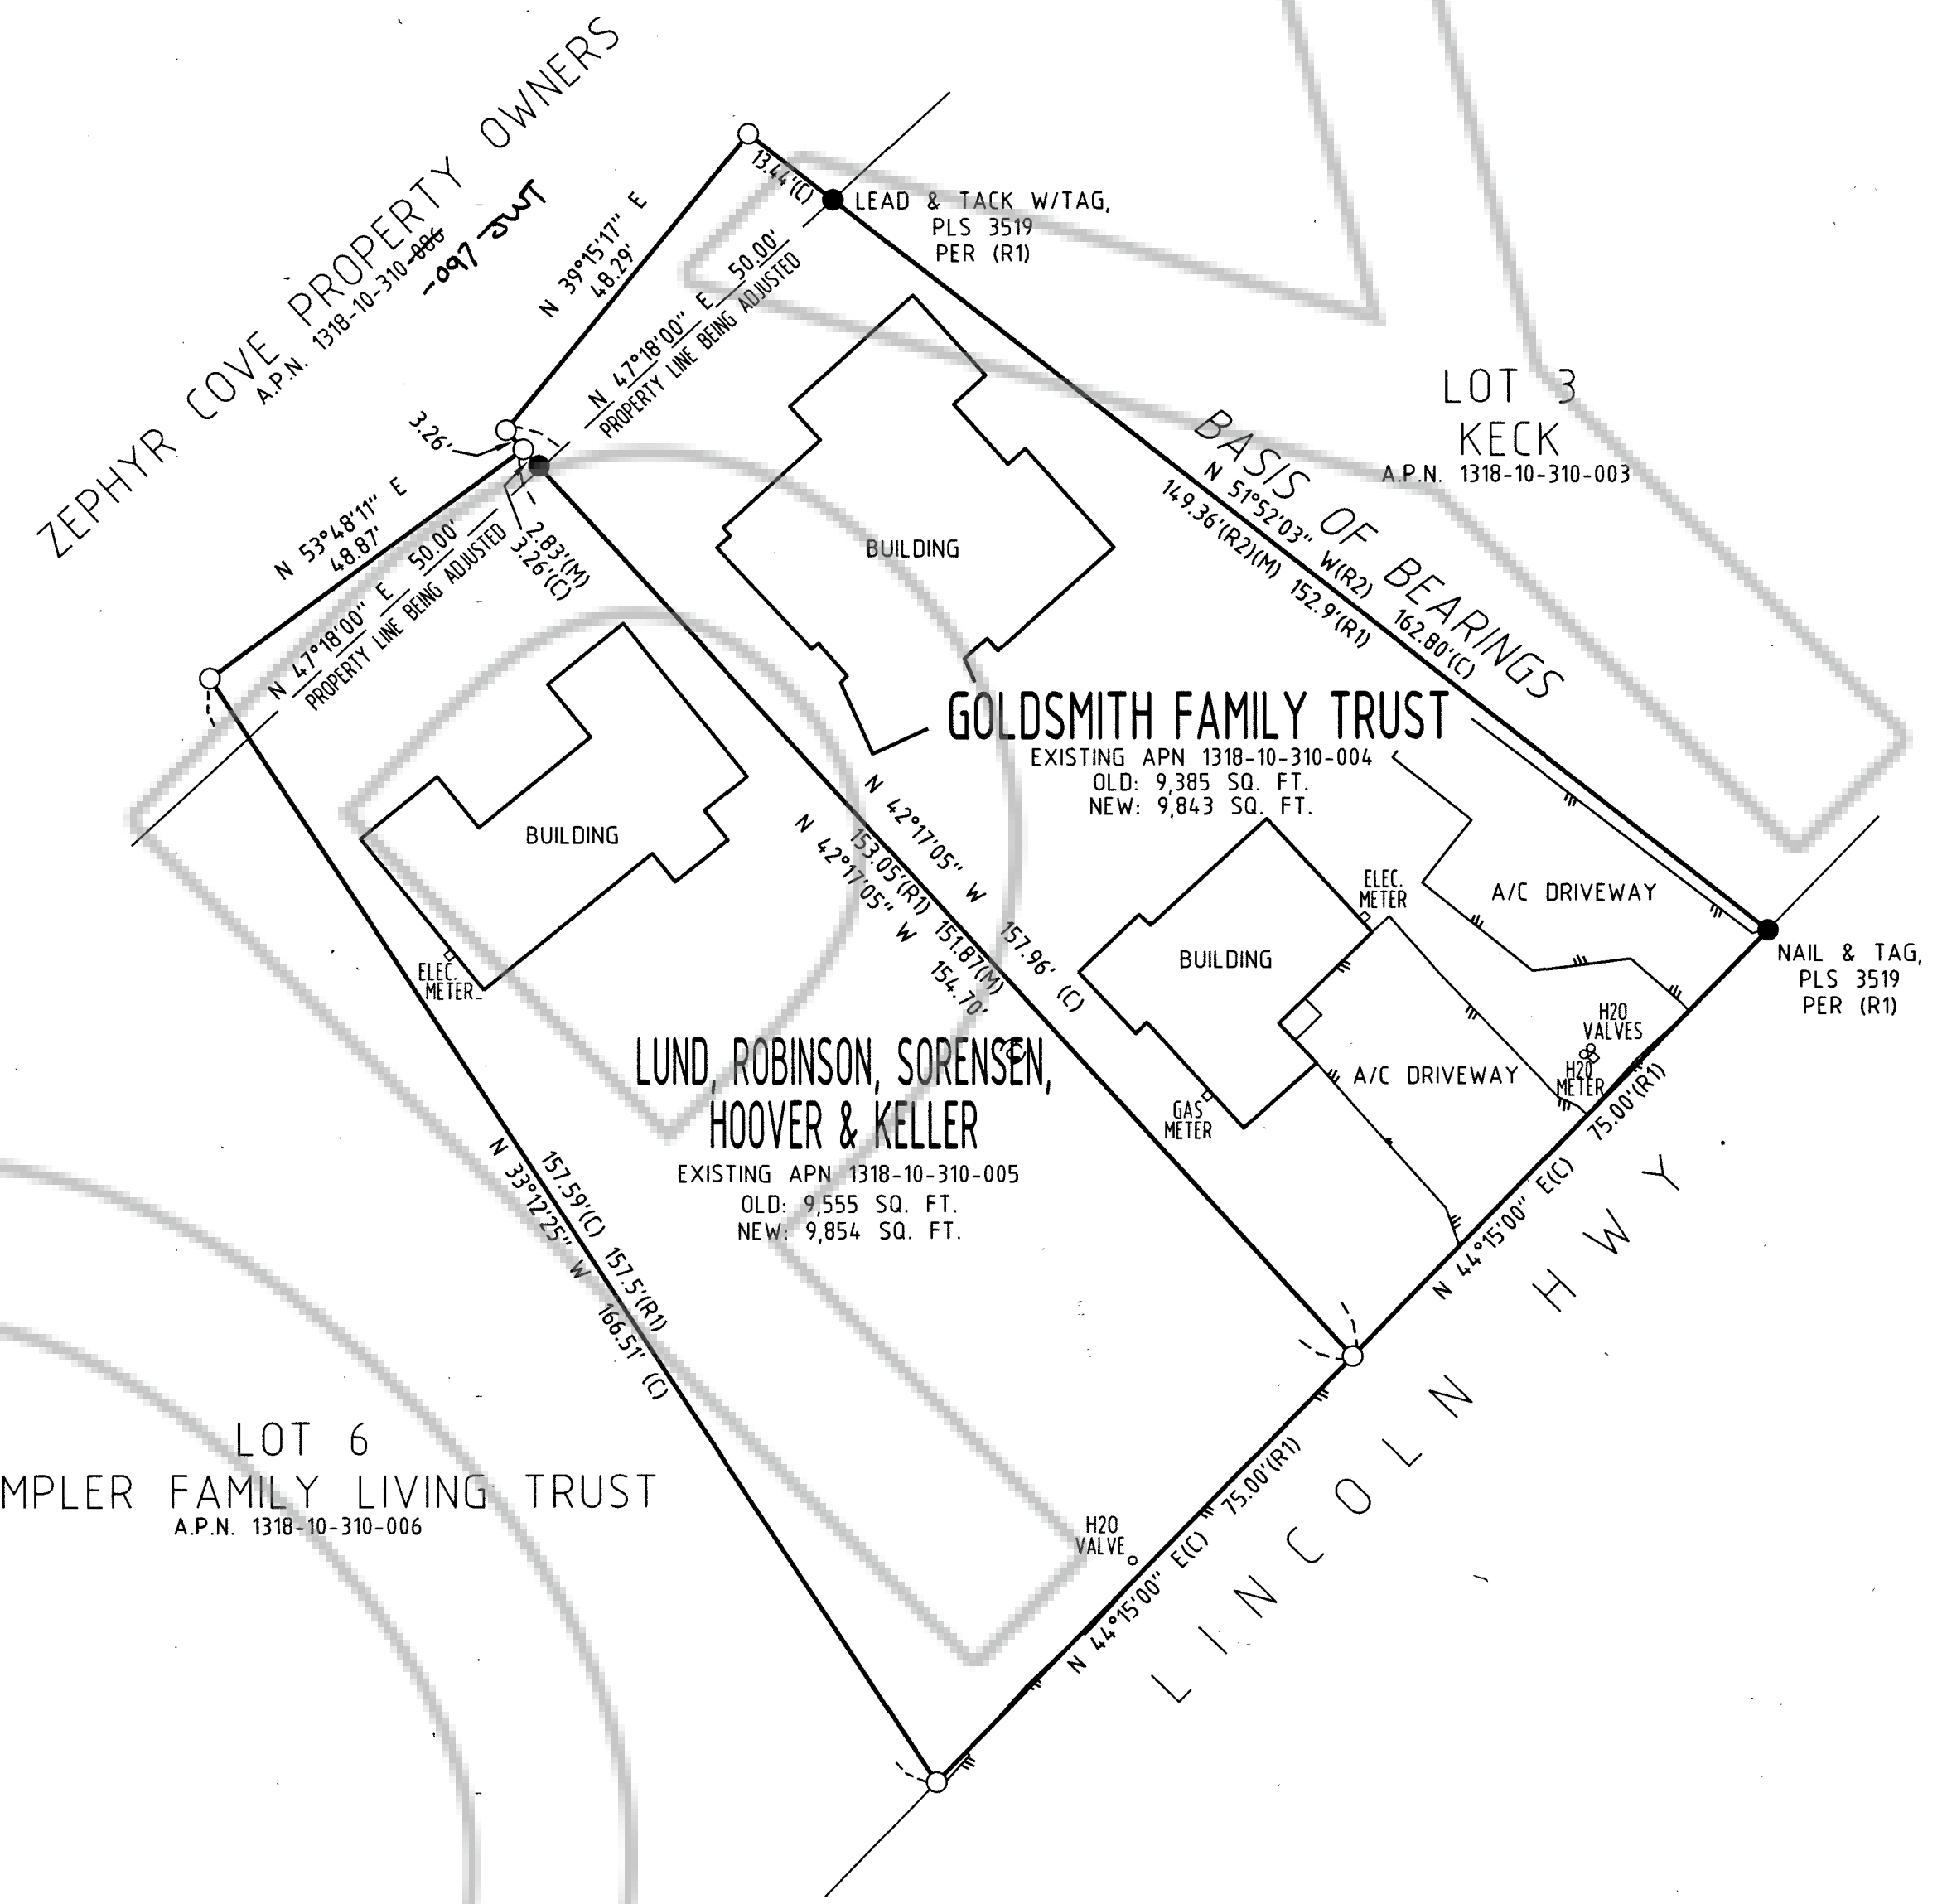 ZEPHYR COVE PROPERTY OWNERS
A.P.N. 1318-10-310-086
-097 JWT
13.44'(C)
LEAD & TACK W/TAG,
PLS 3519
PER (R1)
N 39°15'17" E
48.29'
N 47°18'00" E 50.00'
PROPERTY LINE BEING ADJUSTED
3.26'
N 53°48'11" E
48.87'
N 47°18'00" E 50.00'
PROPERTY LINE BEING ADJUSTED
2.83'(M)
3.26'(C)
LOT 3
KECK
A.P.N. 1318-10-310-003
BASIS OF BEARINGS
N 51°52'03" W(R2) 162.80'(C)
149.36'(R2)(M) 152.9'(R1)
BUILDING
GOLDSMITH FAMILY TRUST
EXISTING APN 1318-10-310-004
OLD: 9,385 SQ. FT.
NEW: 9,843 SQ. FT.
BUILDING
N 42°17'05" W 157.96' (C)
153.05'(R1) 151.87(M)
N 42°17'05" W 154.70'
C
ELEC.
METER
A/C DRIVEWAY
BUILDING
NAIL & TAG,
PLS 3519
PER (R1)
ELEC.
METER
H20
VALVES
H20
METER
A/C DRIVEWAY
GAS
METER
75.00'(R1)
N 44°15'00" E(C)
LUND, ROBINSON, SORENSEN,
HOOVER & KELLER
EXISTING APN 1318-10-310-005
OLD: 9,555 SQ. FT.
NEW: 9,854 SQ. FT.
157.59'(C) 157.5'(R1)
N 33°12'25" W 166.51' (C)
LINCOLN HWY
LOT 6
MPLER FAMILY LIVING TRUST
A.P.N. 1318-10-310-006
H20
VALVE
N 44°15'00" E(C) 75.00'(R1)